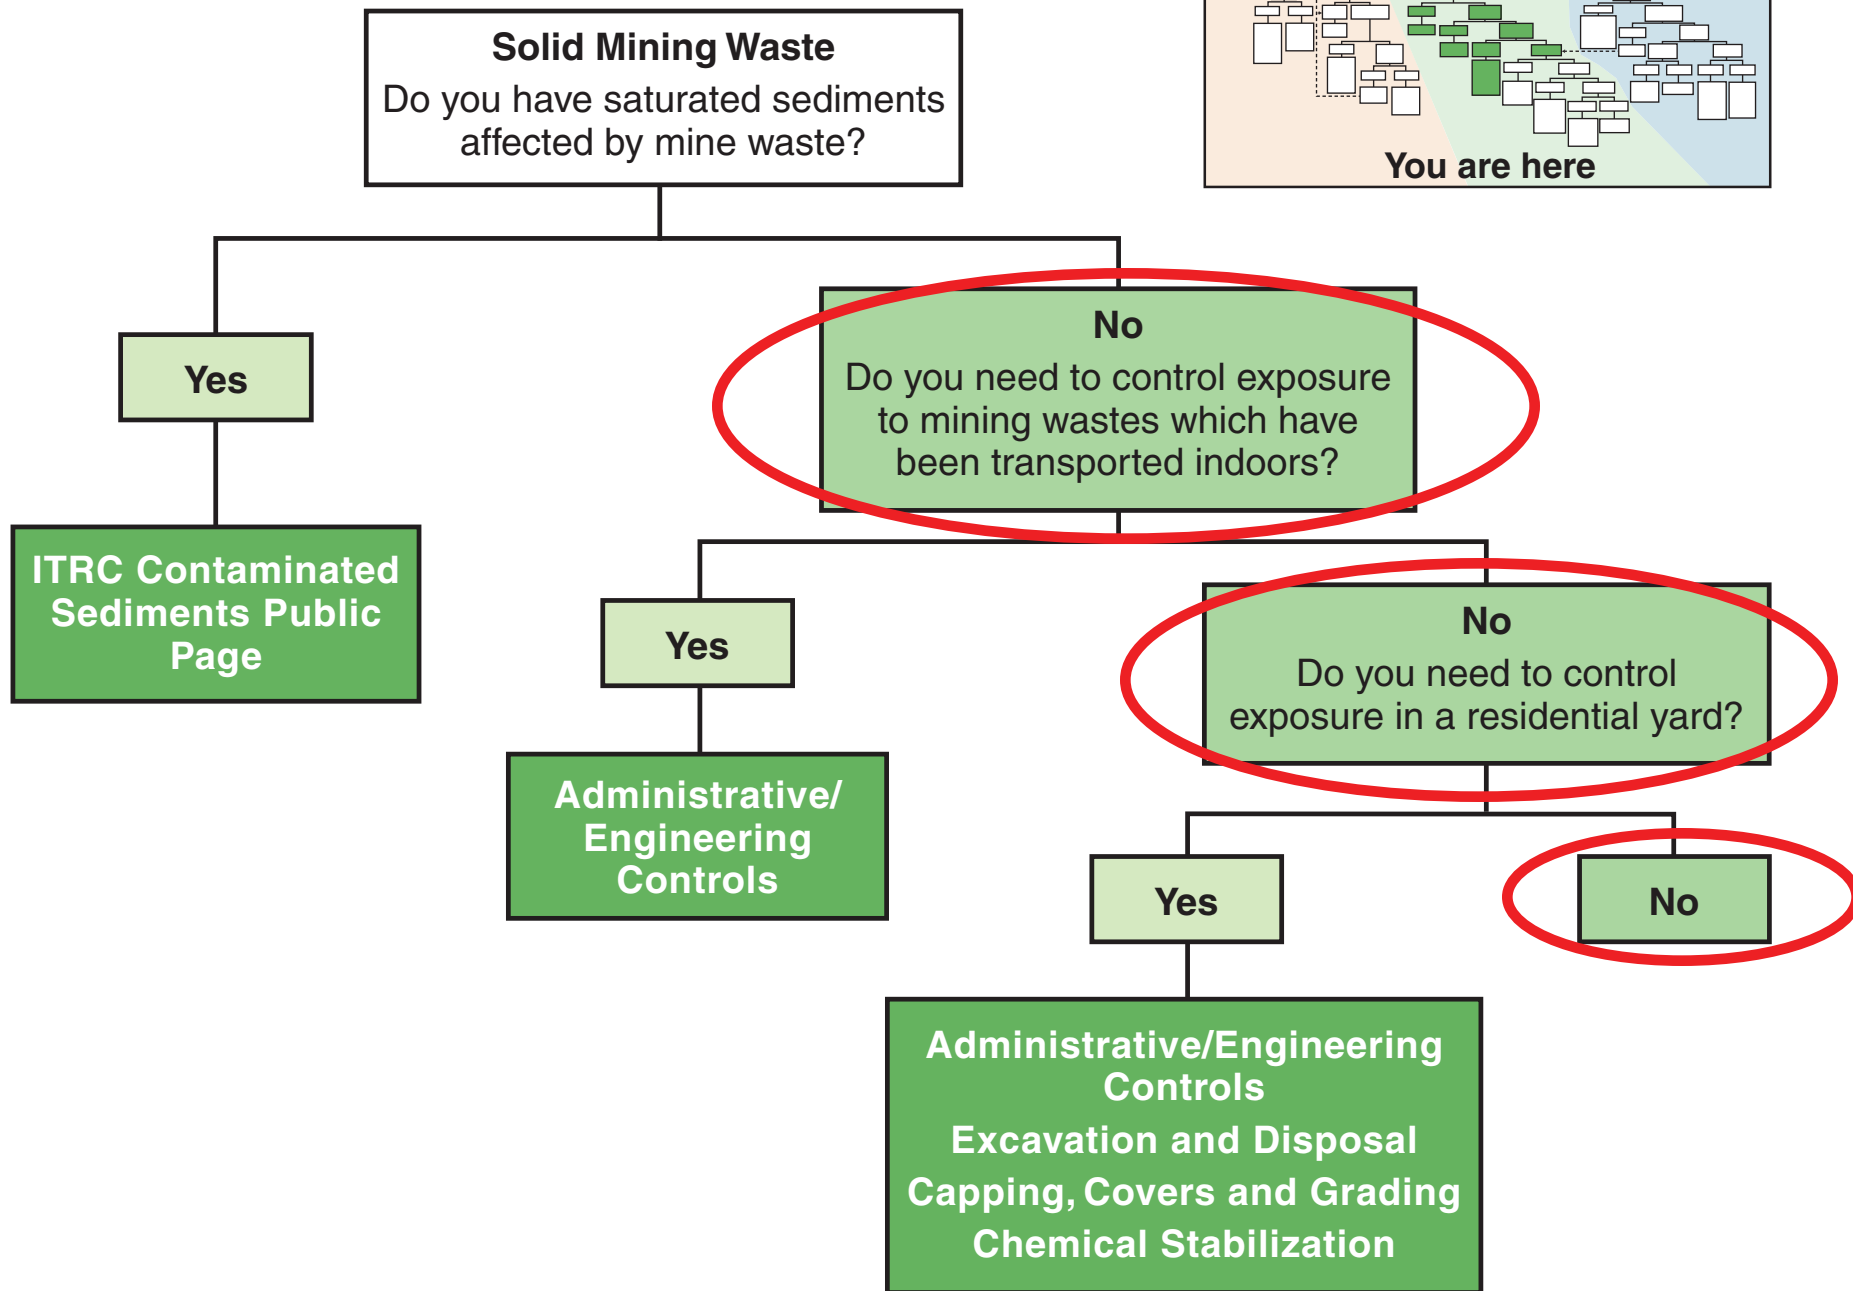 Solid Mining Waste
Do you have saturated sediments
affected by mine waste?
You are here
No
Do you need to control exposure
to mining wastes which have
been transported indoors?
Yes
ITRC Contaminated
Sediments Public
Page
No
Do you need to control
exposure in a residential yard?
Yes
Administrative/
Engineering
Controls
Yes
No
Administrative/Engineering
Controls
Excavation and Disposal
Capping, Covers and Grading
Chemical Stabilization